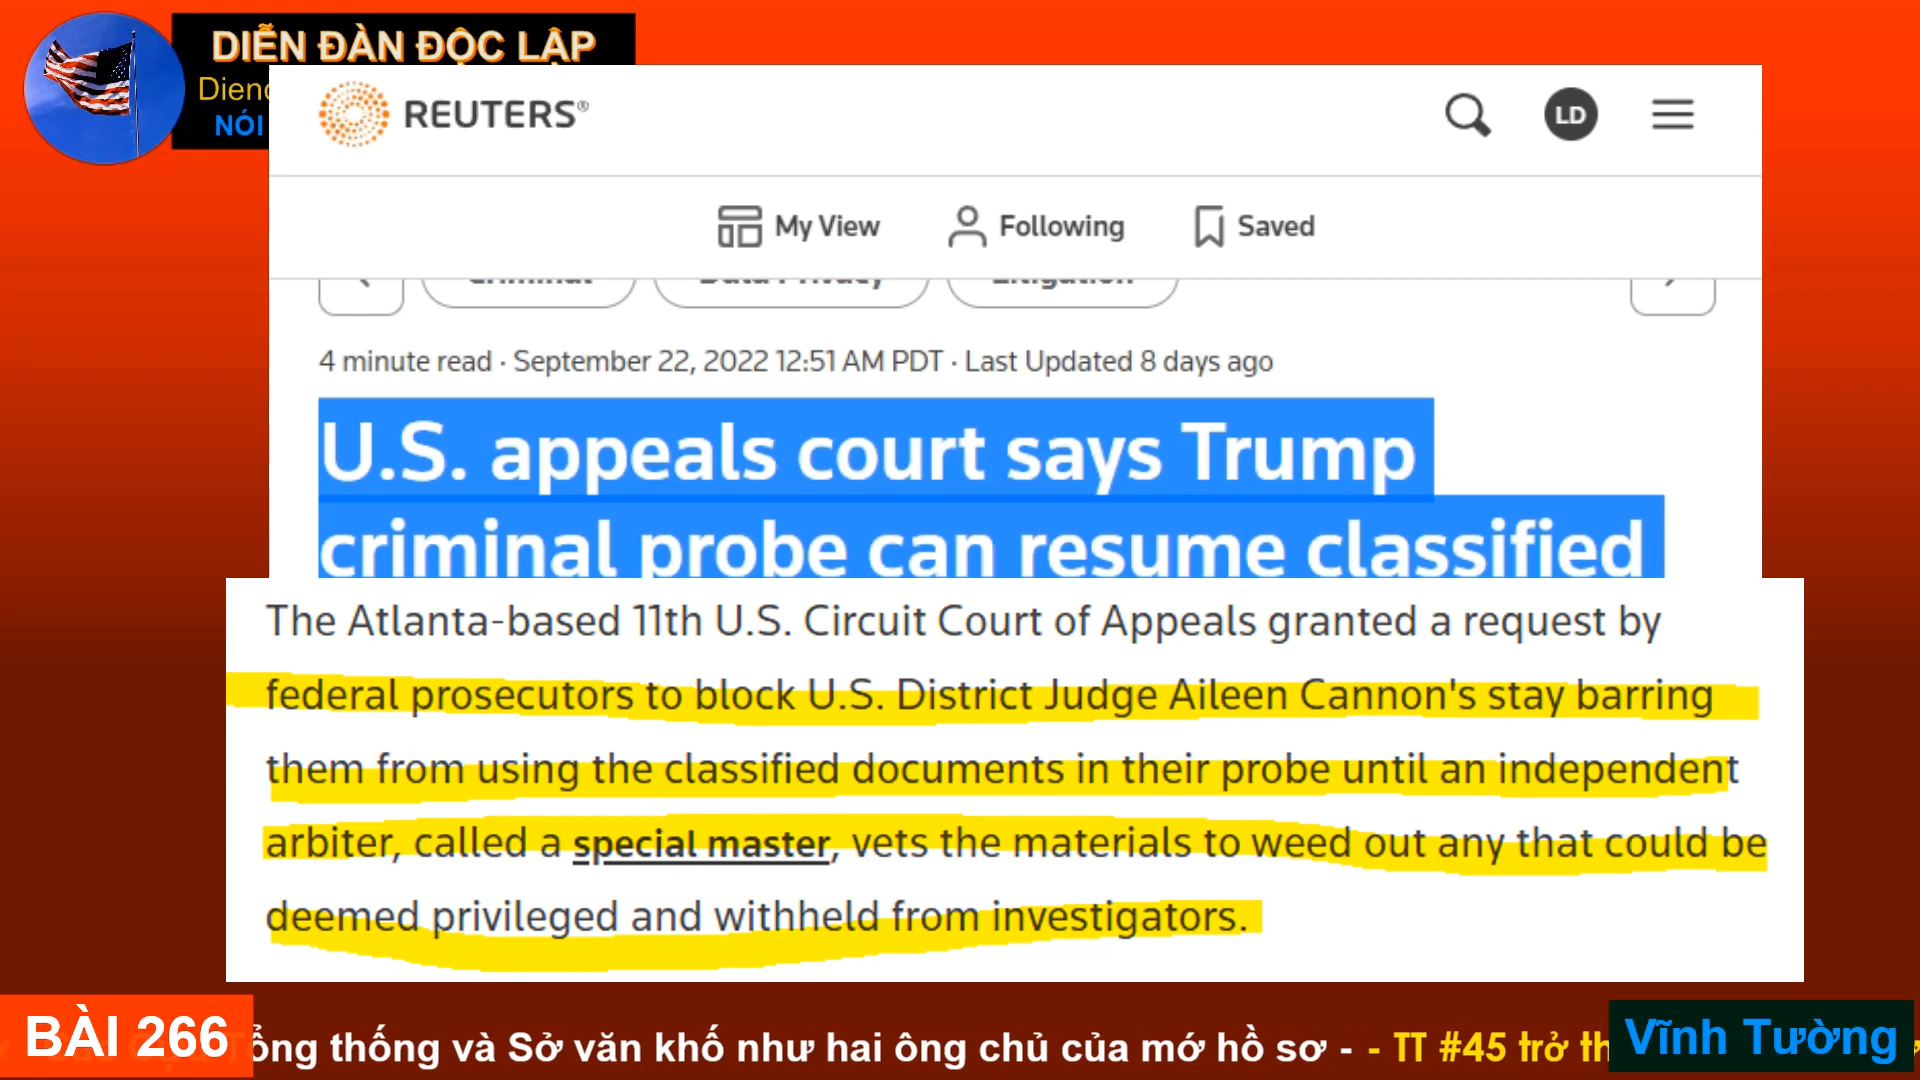 DIỄN ĐÀN ĐỘC LẬP
NÓI
REUTERS®
LD
My View
Following
Saved
Criminal
Data Privacy
Litigation
4 minute read · September 22, 2022 12:51 AM PDT · Last Updated 8 days ago
U.S. appeals court says Trump
criminal probe can resume classified
The Atlanta-based 11th U.S. Circuit Court of Appeals granted a request by
federal prosecutors to block U.S. District Judge Aileen Cannon's stay barring
them from using the classified documents in their probe until an independent
arbiter, called a special master, vets the materials to weed out any that could be
deemed privileged and withheld from investigators.
BÀI 266
ổng thống và Sở văn khố như hai ông chủ của mớ hồ sơ - - TT #45 trở th
Vĩnh Tường